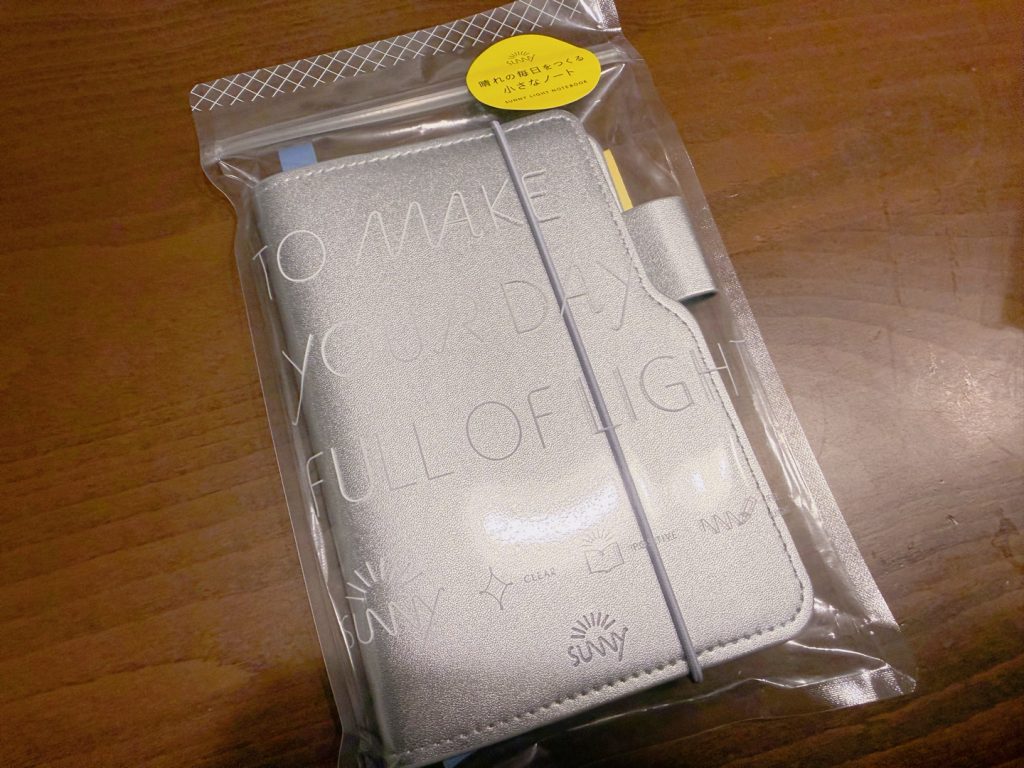 SUNNY
晴れの毎日をつくる
小さなノート
SUNNY LIGHT NOTEBOOK
TO MAKE
YOUR DAY
FULL OF LIGHT
SUNNY
CLEAR
POSITIVE
SUNNY